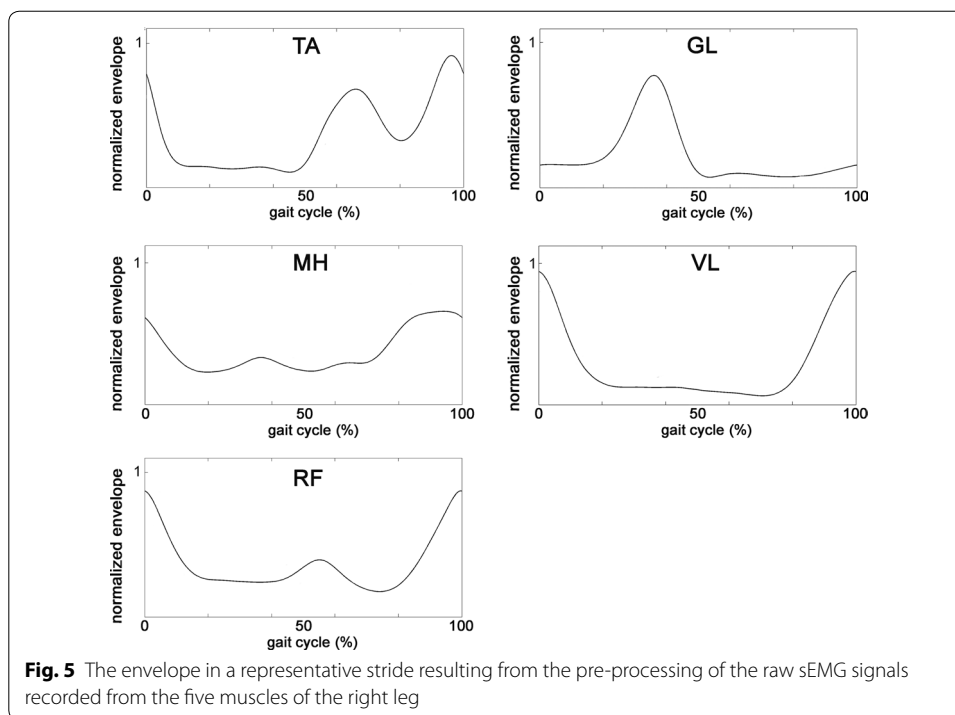 TA
normalized envelope
1
0
50
100
gait cycle (%)
GL
normalized envelope
1
0
50
100
gait cycle (%)
MH
normalized envelope
1
0
50
100
gait cycle (%)
VL
normalized envelope
1
0
50
100
gait cycle (%)
RF
normalized envelope
1
0
50
100
gait cycle (%)
Fig. 5 The envelope in a representative stride resulting from the pre-processing of the raw sEMG signals
recorded from the five muscles of the right leg